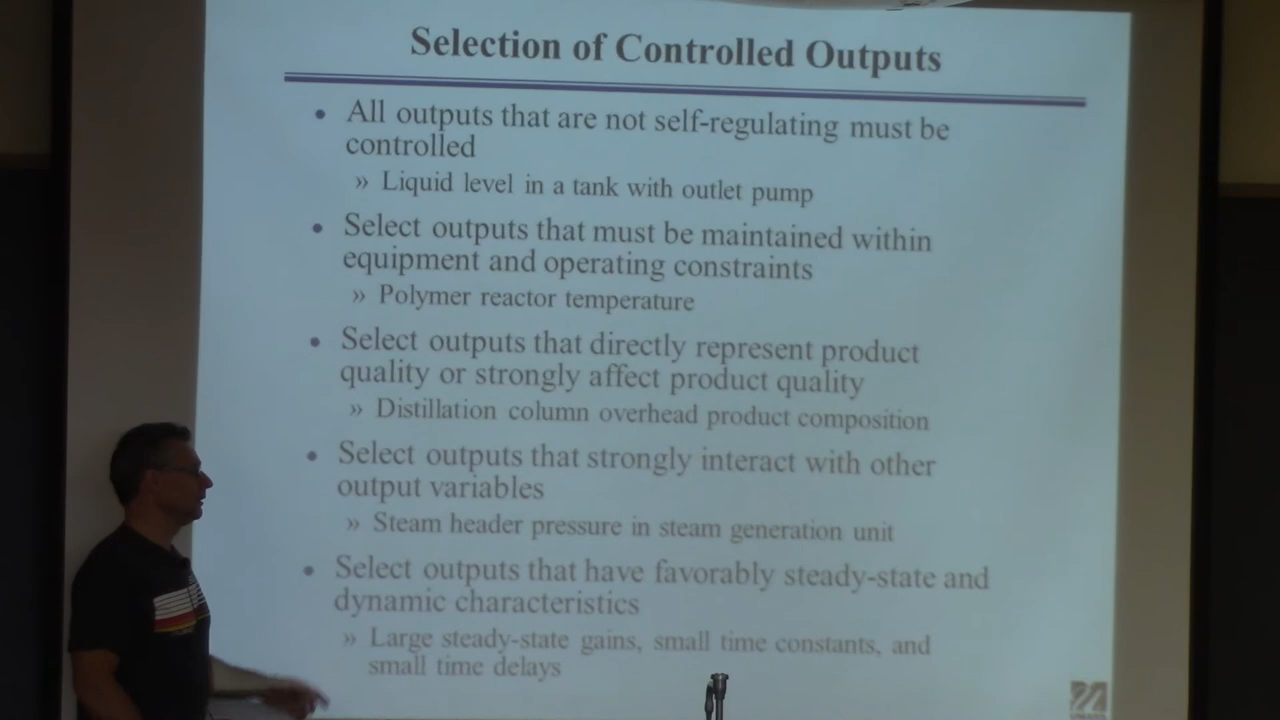 Selection of Controlled Outputs
• All outputs that are not self-regulating must be
controlled
» Liquid level in a tank with outlet pump
• Select outputs that must be maintained within
equipment and operating constraints
» Polymer reactor temperature
• Select outputs that directly represent product
quality or strongly affect product quality
» Distillation column overhead product composition
• Select outputs that strongly interact with other
output variables
» Steam header pressure in steam generation unit
• Select outputs that have favorably steady-state and
dynamic characteristics
» Large steady-state gains, small time constants, and
small time delays